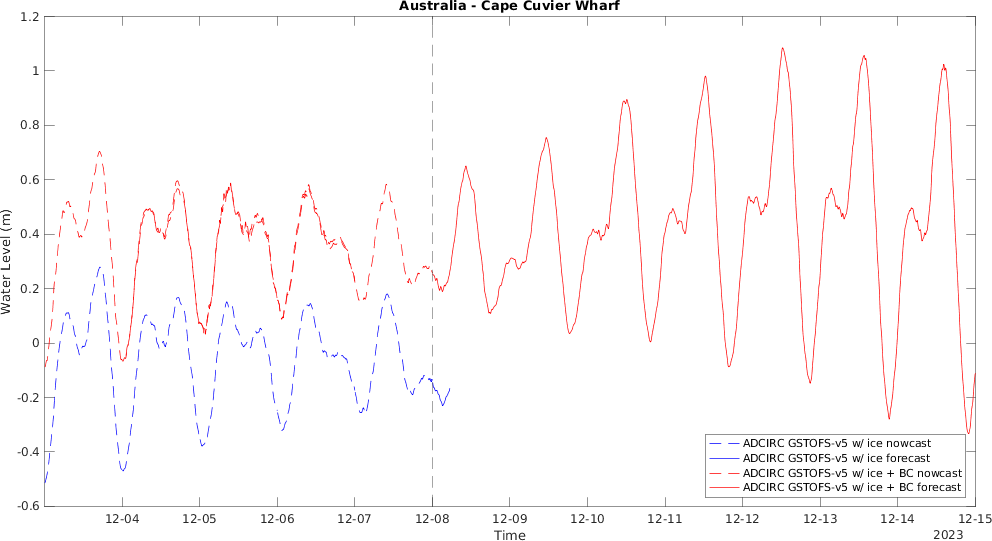 Australia - Cape Cuvier Wharf
Water Level (m)
1.2
1
0.8
0.6
0.4
0.2
0
-0.2
-0.4
-0.6
ADCIRC GSTOFS-v5 w/ ice nowcast
ADCIRC GSTOFS-v5 w/ ice forecast
ADCIRC GSTOFS-v5 w/ ice + BC nowcast
ADCIRC GSTOFS-v5 w/ ice + BC forecast
12-04 12-05 12-06 12-07 12-08 12-09 12-10 12-11 12-12 12-13 12-14 12-15
Time
2023